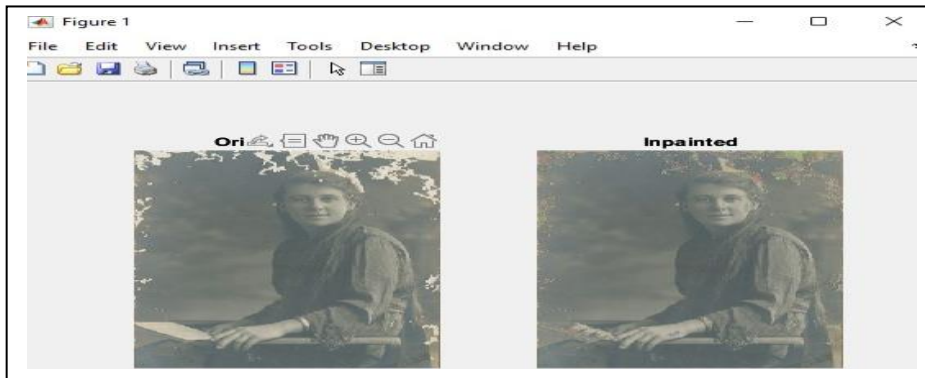 Figure 1
File Edit View Insert Tools Desktop Window Help
Ori
Inpainted